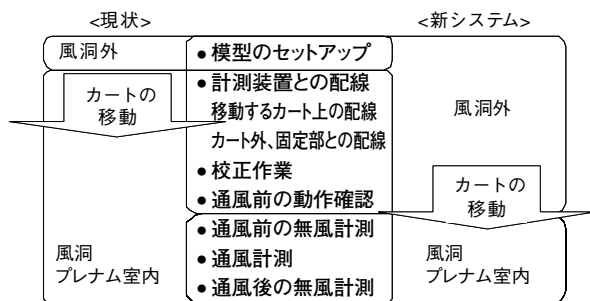 <現状>
<新システム>
風洞外
● 模型のセットアップ
● 計測装置との配線
移動するカート上の配線
カート外、固定部との配線
● 校正作業
● 通風前の動作確認
カートの
移動
風洞外
カートの
移動
● 通風前の無風計測
● 通風計測
● 通風後の無風計測
風洞
プレナム室内
風洞
プレナム室内